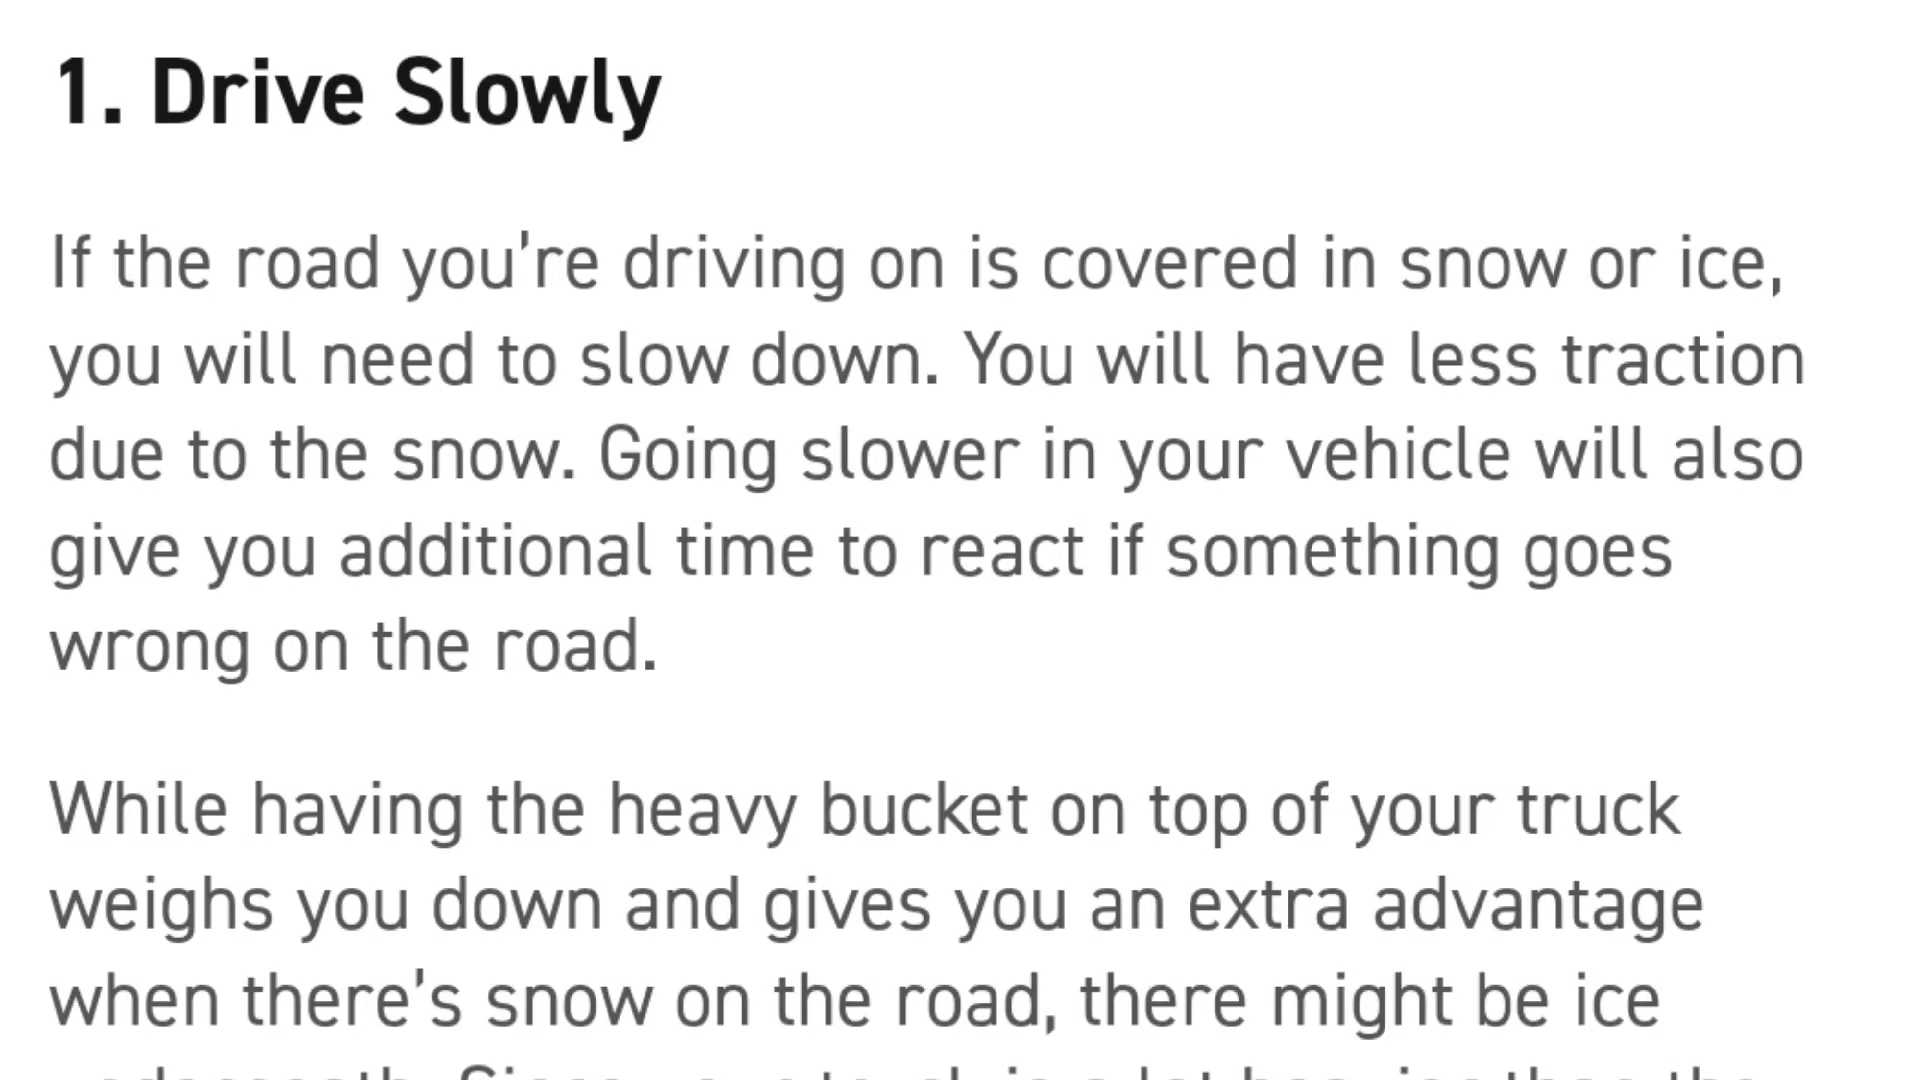 1. Drive Slowly
If the road you’re driving on is covered in snow or ice,
you will need to slow down. You will have less traction
due to the snow. Going slower in your vehicle will also
give you additional time to react if something goes
wrong on the road.
While having the heavy bucket on top of your truck
weighs you down and gives you an extra advantage
when there’s snow on the road, there might be ice